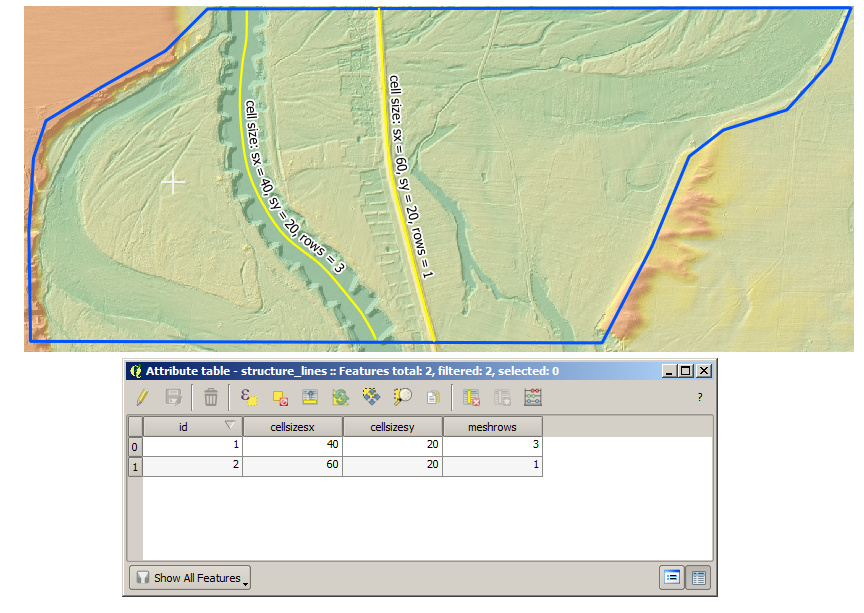 cell size: sx = 40, sy = 20, rows = 3
cell size: sx = 60, sy = 20, rows = 1
Attribute table - structure_lines :: Features total: 2, filtered: 2, selected: 0
?
id cellsizesx cellsizesy meshrows
0 1 40 20 3
1 2 60 20 1
Show All Features